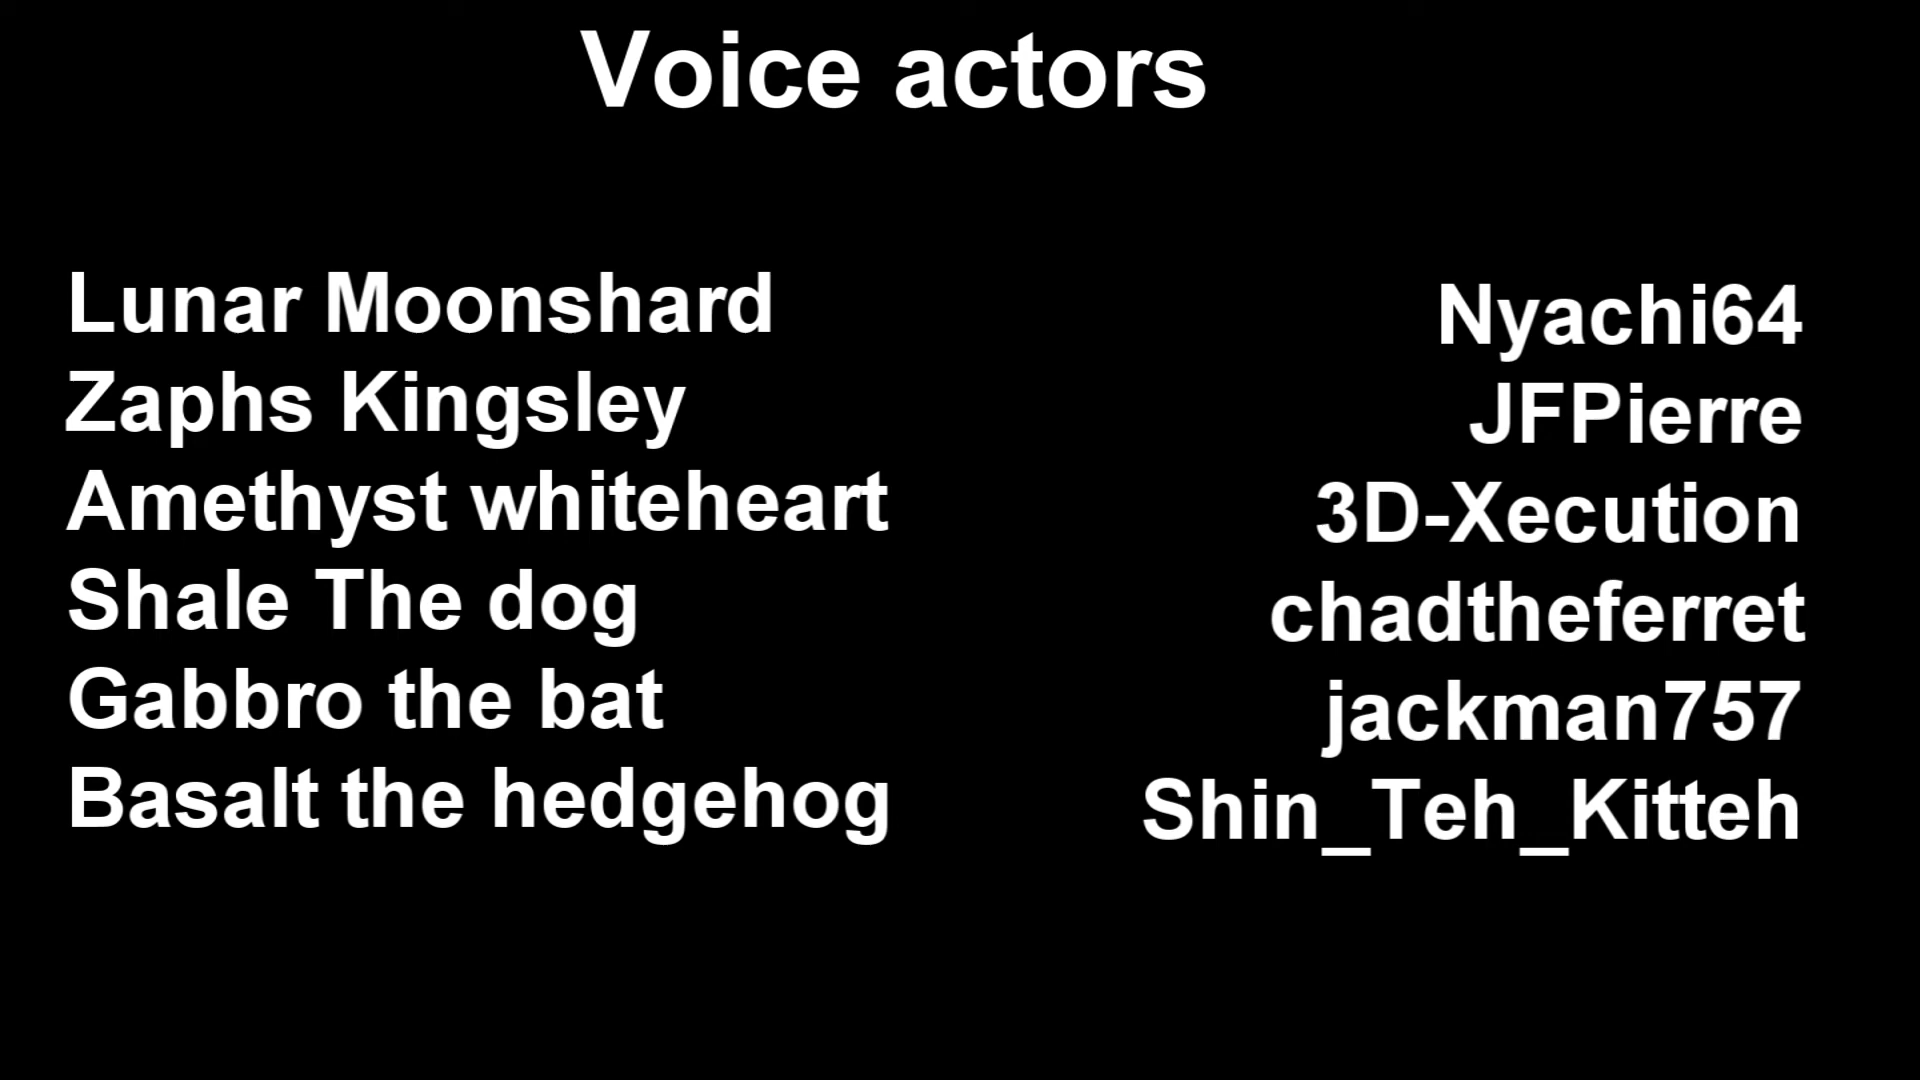 Voice actors
Lunar Moonshard Nyachi64
Zaphs Kingsley JFPierre
Amethyst whiteheart 3D-Xecution
Shale The dog chadtheferret
Gabbro the bat jackman757
Basalt the hedgehog Shin_Teh_Kitteh